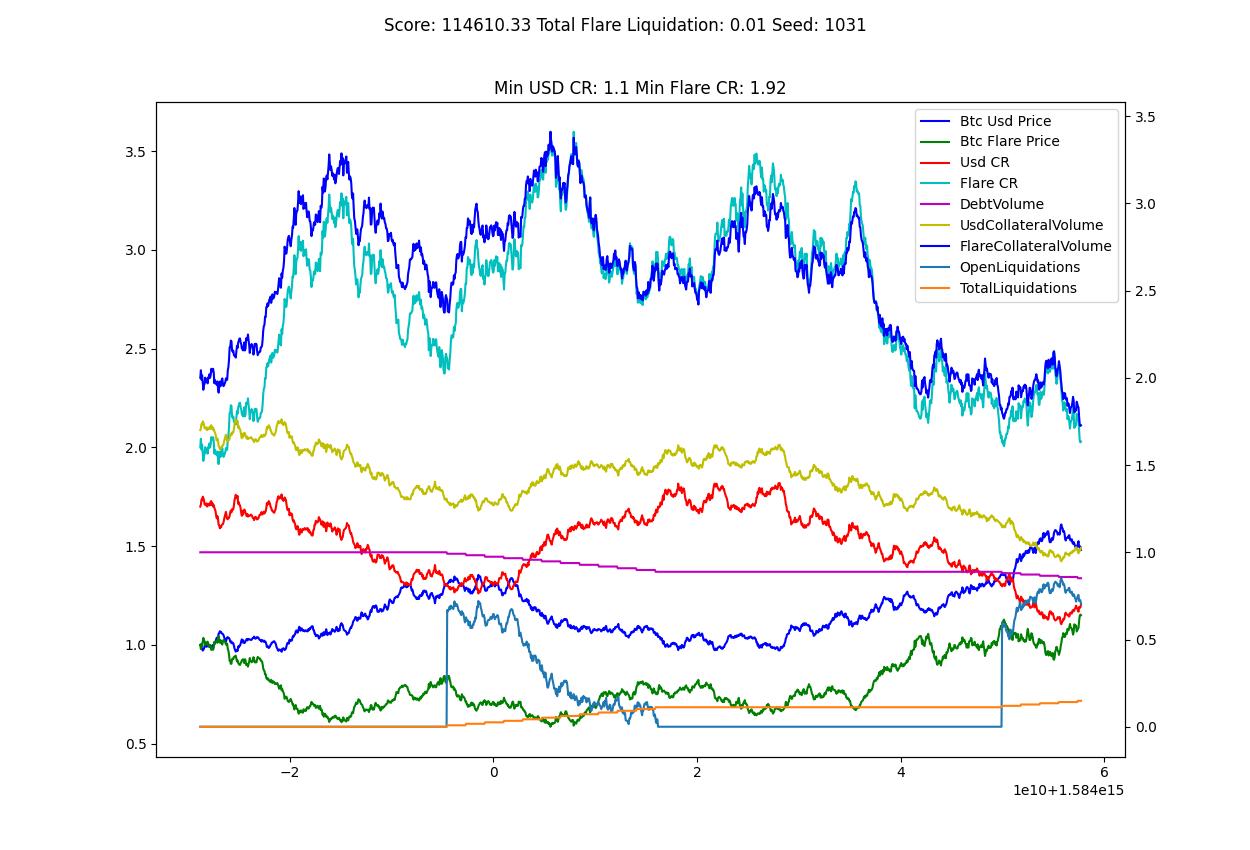 Score: 114610.33 Total Flare Liquidation: 0.01 Seed: 1031
Min USD CR: 1.1 Min Flare CR: 1.92
Btc Usd Price
Btc Flare Price
Usd CR
Flare CR
DebtVolume
UsdCollateralVolume
FlareCollateralVolume
OpenLiquidations
TotalLiquidations
3.5
3.0
2.5
2.0
1.5
1.0
0.5
3.5
3.0
2.5
2.0
1.5
1.0
0.5
0.0
−2
0
2
4
6
1e10+1.584e15